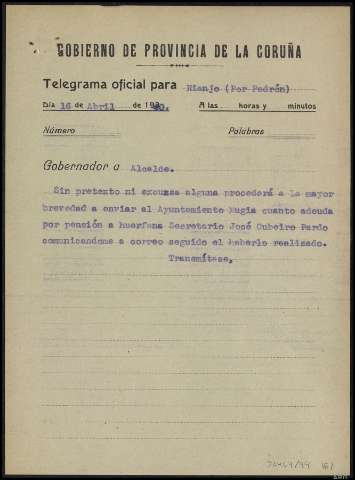 GOBIERNO DE PROVINCIA DE LA CORUÑA
Telegrama oficial para Rianjo (Por Padrón)
Día 16 de Abril de 1930. A las horas y minutos
Número Palabras
Gobernador a Alcalde.
Sin pretexto ni excusa alguna procederá a la mayor
brevedad a enviar al Ayuntamiento Mugia cuanto adeuda
por pensión a huerfana Secretario José Cubeiro Pardo
comunicandome a correo seguido el haberlo realizado.
Transmítase,